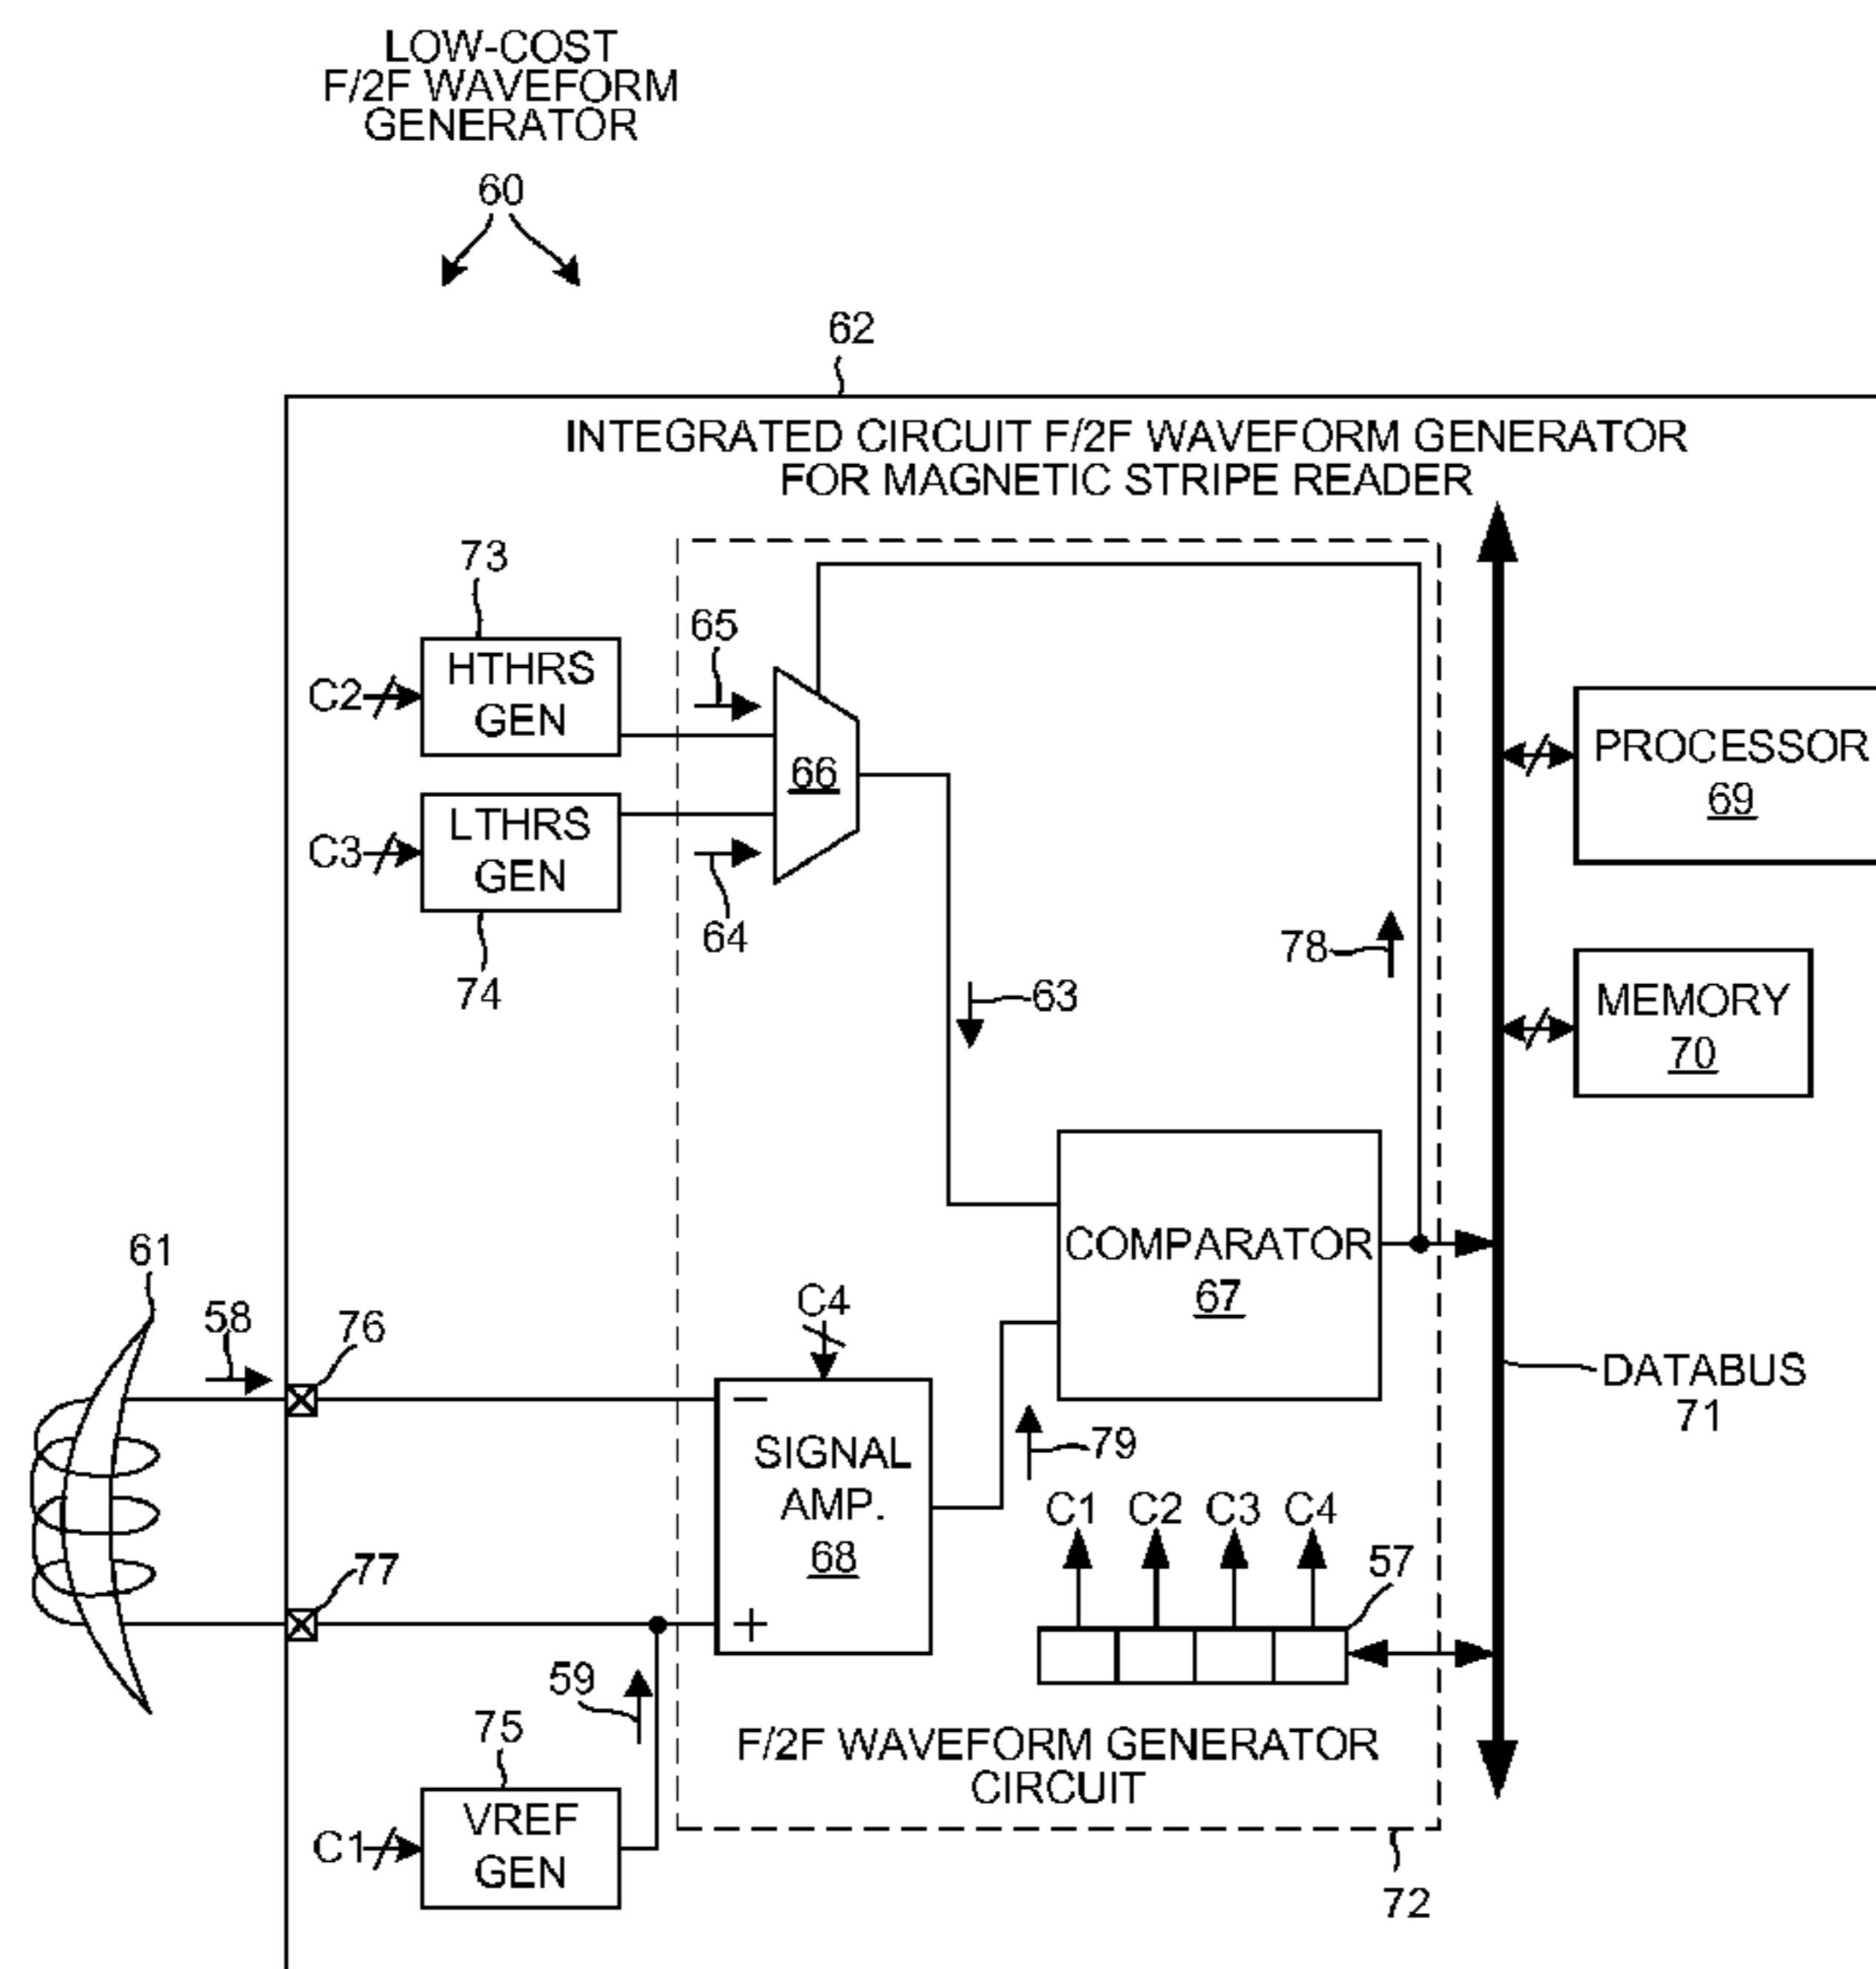 LOW-COST
F/2F WAVEFORM
GENERATOR
60
62
INTEGRATED CIRCUIT F/2F WAVEFORM GENERATOR
FOR MAGNETIC STRIPE READER
73
65
HTHRS
GEN
C2
66
PROCESSOR
69
LTHRS
GEN
C3
64
74
78
63
MEMORY
70
61
COMPARATOR
67
58
76
C4
DATABUS
71
SIGNAL
AMP.
68
79
C1 C2 C3 C4
57
77
59
75
VREF
GEN
C1
F/2F WAVEFORM GENERATOR
CIRCUIT
72